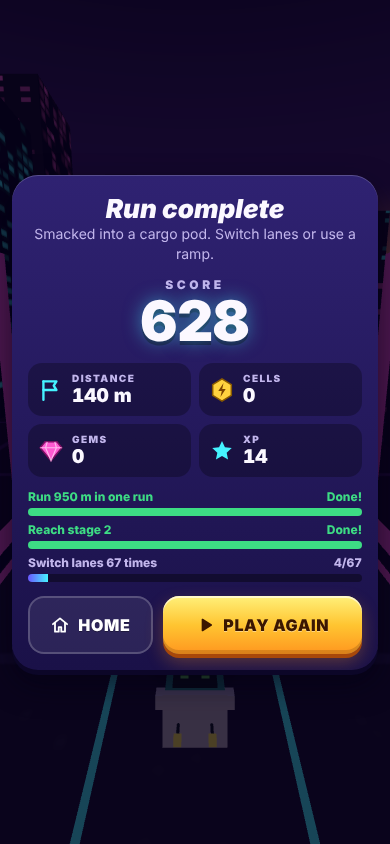 Run complete
Smacked into a cargo pod. Switch lanes or use a
ramp.
SCORE
628
DISTANCE
140 m
CELLS
0
GEMS
0
XP
14
Run 950 m in one run Done!
Reach stage 2 Done!
Switch lanes 67 times 4/67
HOME
PLAY AGAIN